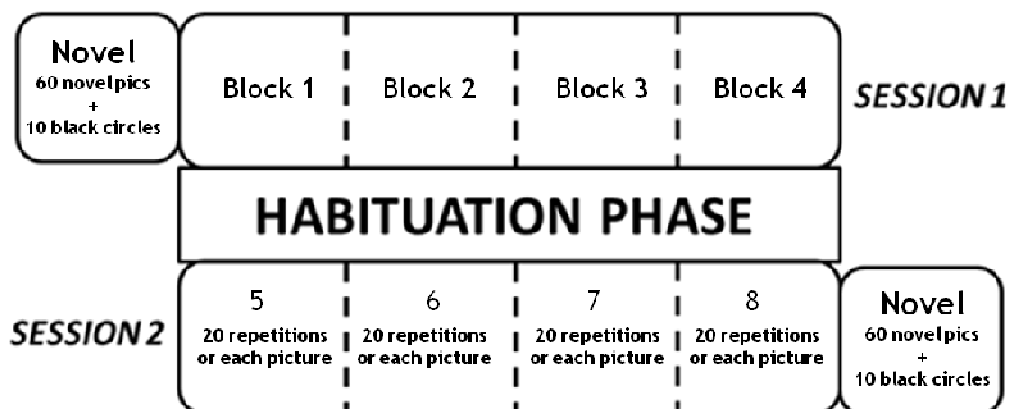 Novel
60 novel pics
+
10 black circles
Block 1
Block 2
Block 3
Block 4
SESSION 1
HABITUATION PHASE
SESSION 2
5
20 repetitions
or each picture
6
20 repetitions
or each picture
7
20 repetitions
or each picture
8
20 repetitions
or each picture
Novel
60 novel pics
+
10 black circles